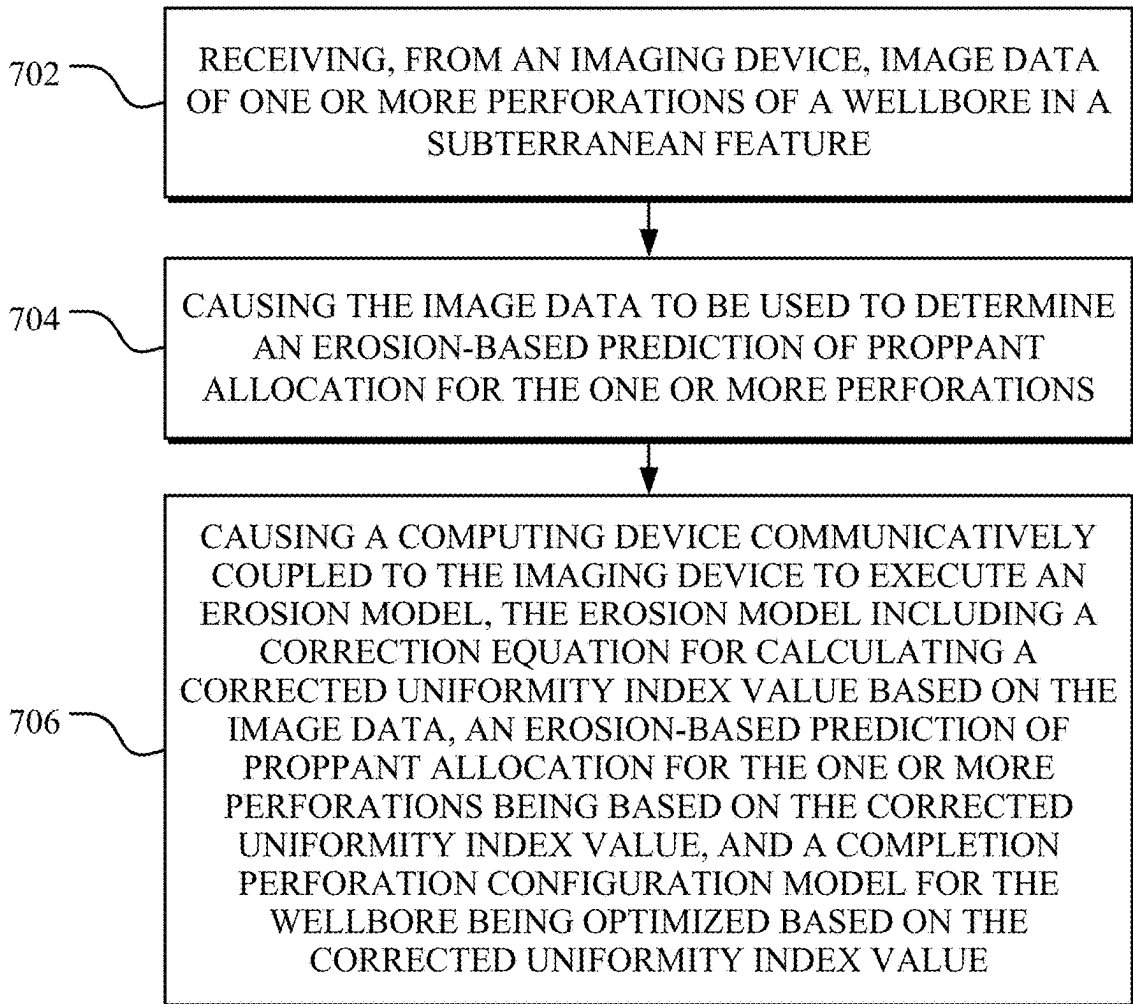 702
RECEIVING, FROM AN IMAGING DEVICE, IMAGE DATA
OF ONE OR MORE PERFORATIONS OF A WELLBORE IN A
SUBTERRANEAN FEATURE
704
CAUSING THE IMAGE DATA TO BE USED TO DETERMINE
AN EROSION-BASED PREDICTION OF PROPPANT
ALLOCATION FOR THE ONE OR MORE PERFORATIONS
706
CAUSING A COMPUTING DEVICE COMMUNICATIVELY
COUPLED TO THE IMAGING DEVICE TO EXECUTE AN
EROSION MODEL, THE EROSION MODEL INCLUDING A
CORRECTION EQUATION FOR CALCULATING A
CORRECTED UNIFORMITY INDEX VALUE BASED ON THE
IMAGE DATA, AN EROSION-BASED PREDICTION OF
PROPPANT ALLOCATION FOR THE ONE OR MORE
PERFORATIONS BEING BASED ON THE CORRECTED
UNIFORMITY INDEX VALUE, AND A COMPLETION
PERFORATION CONFIGURATION MODEL FOR THE
WELLBORE BEING OPTIMIZED BASED ON THE
CORRECTED UNIFORMITY INDEX VALUE